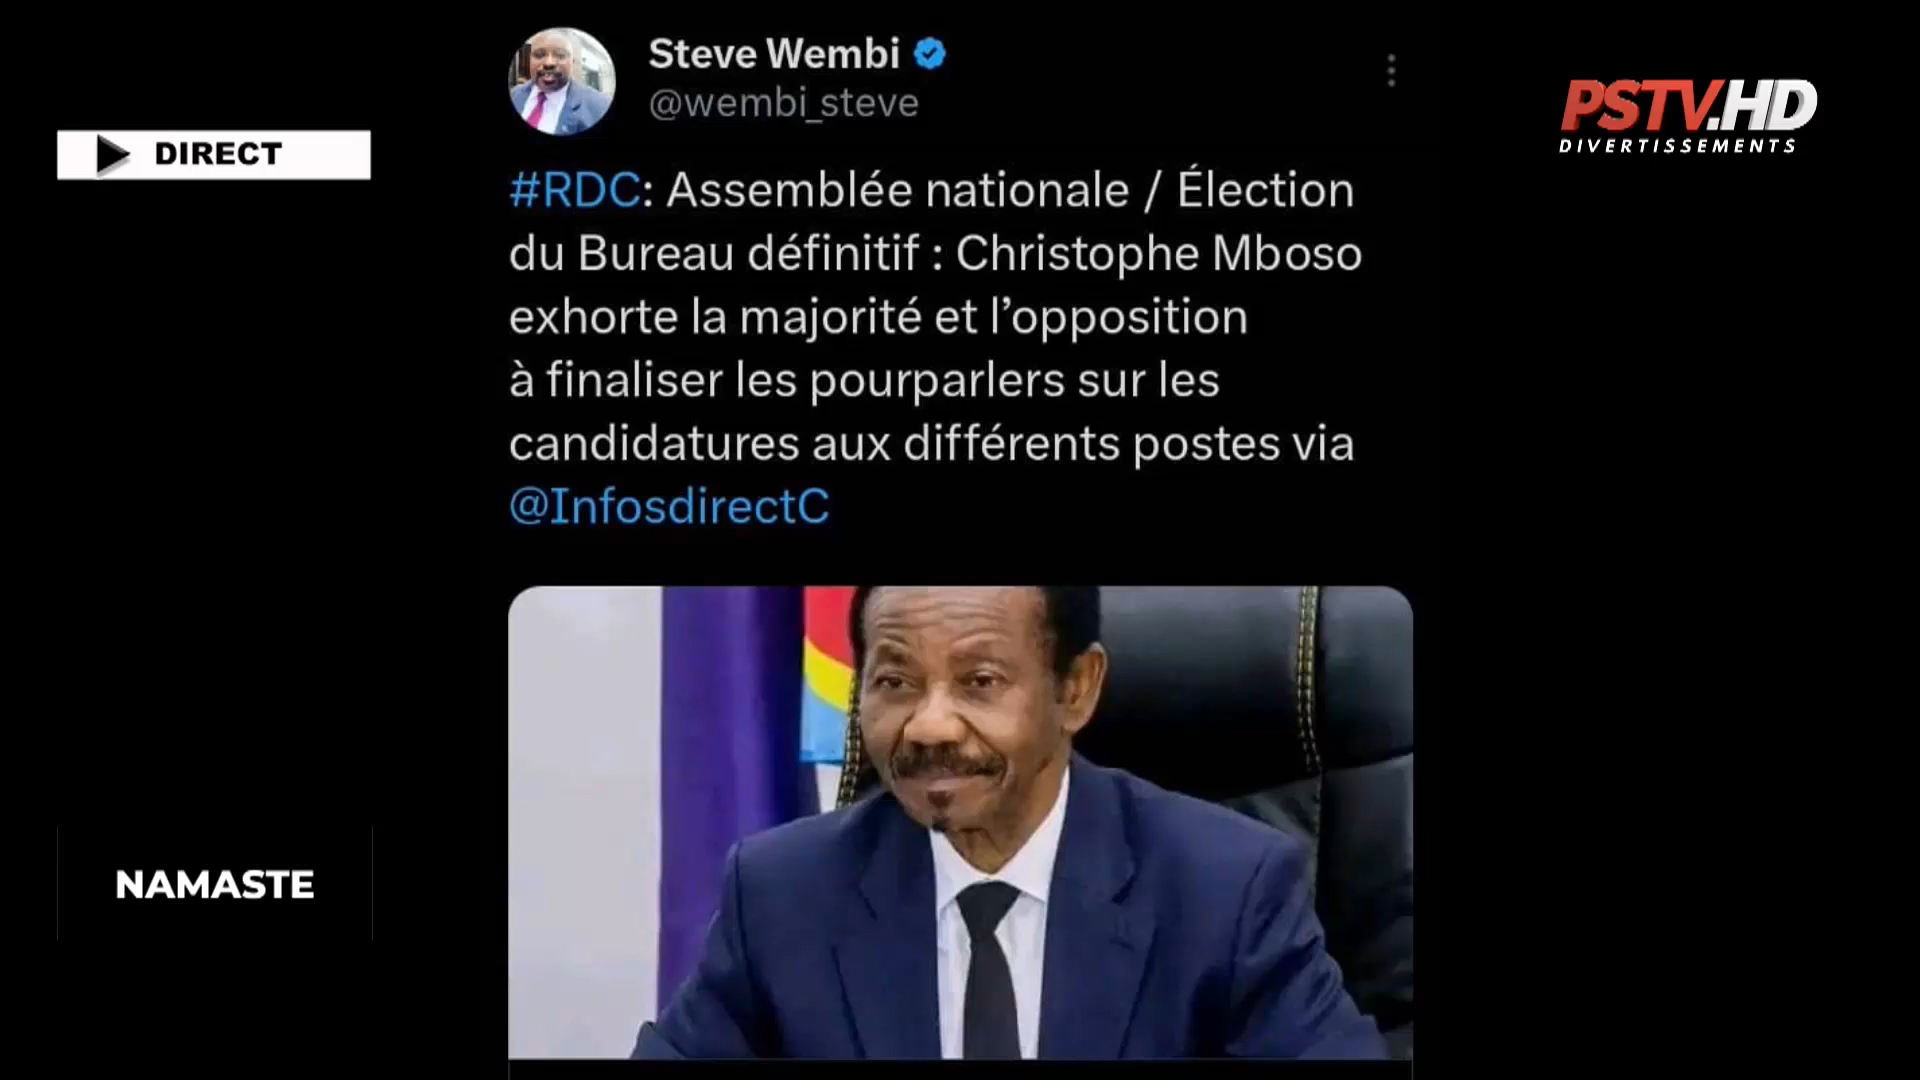 Steve Wembi
@wembi_steve
PSTV.HD
DIVERTISSEMENTS
DIRECT
#RDC: Assemblée nationale / Élection
du Bureau définitif : Christophe Mboso
exhorte la majorité et l’opposition
à finaliser les pourparlers sur les
candidatures aux différents postes via
@InfosdirectC
NAMASTE